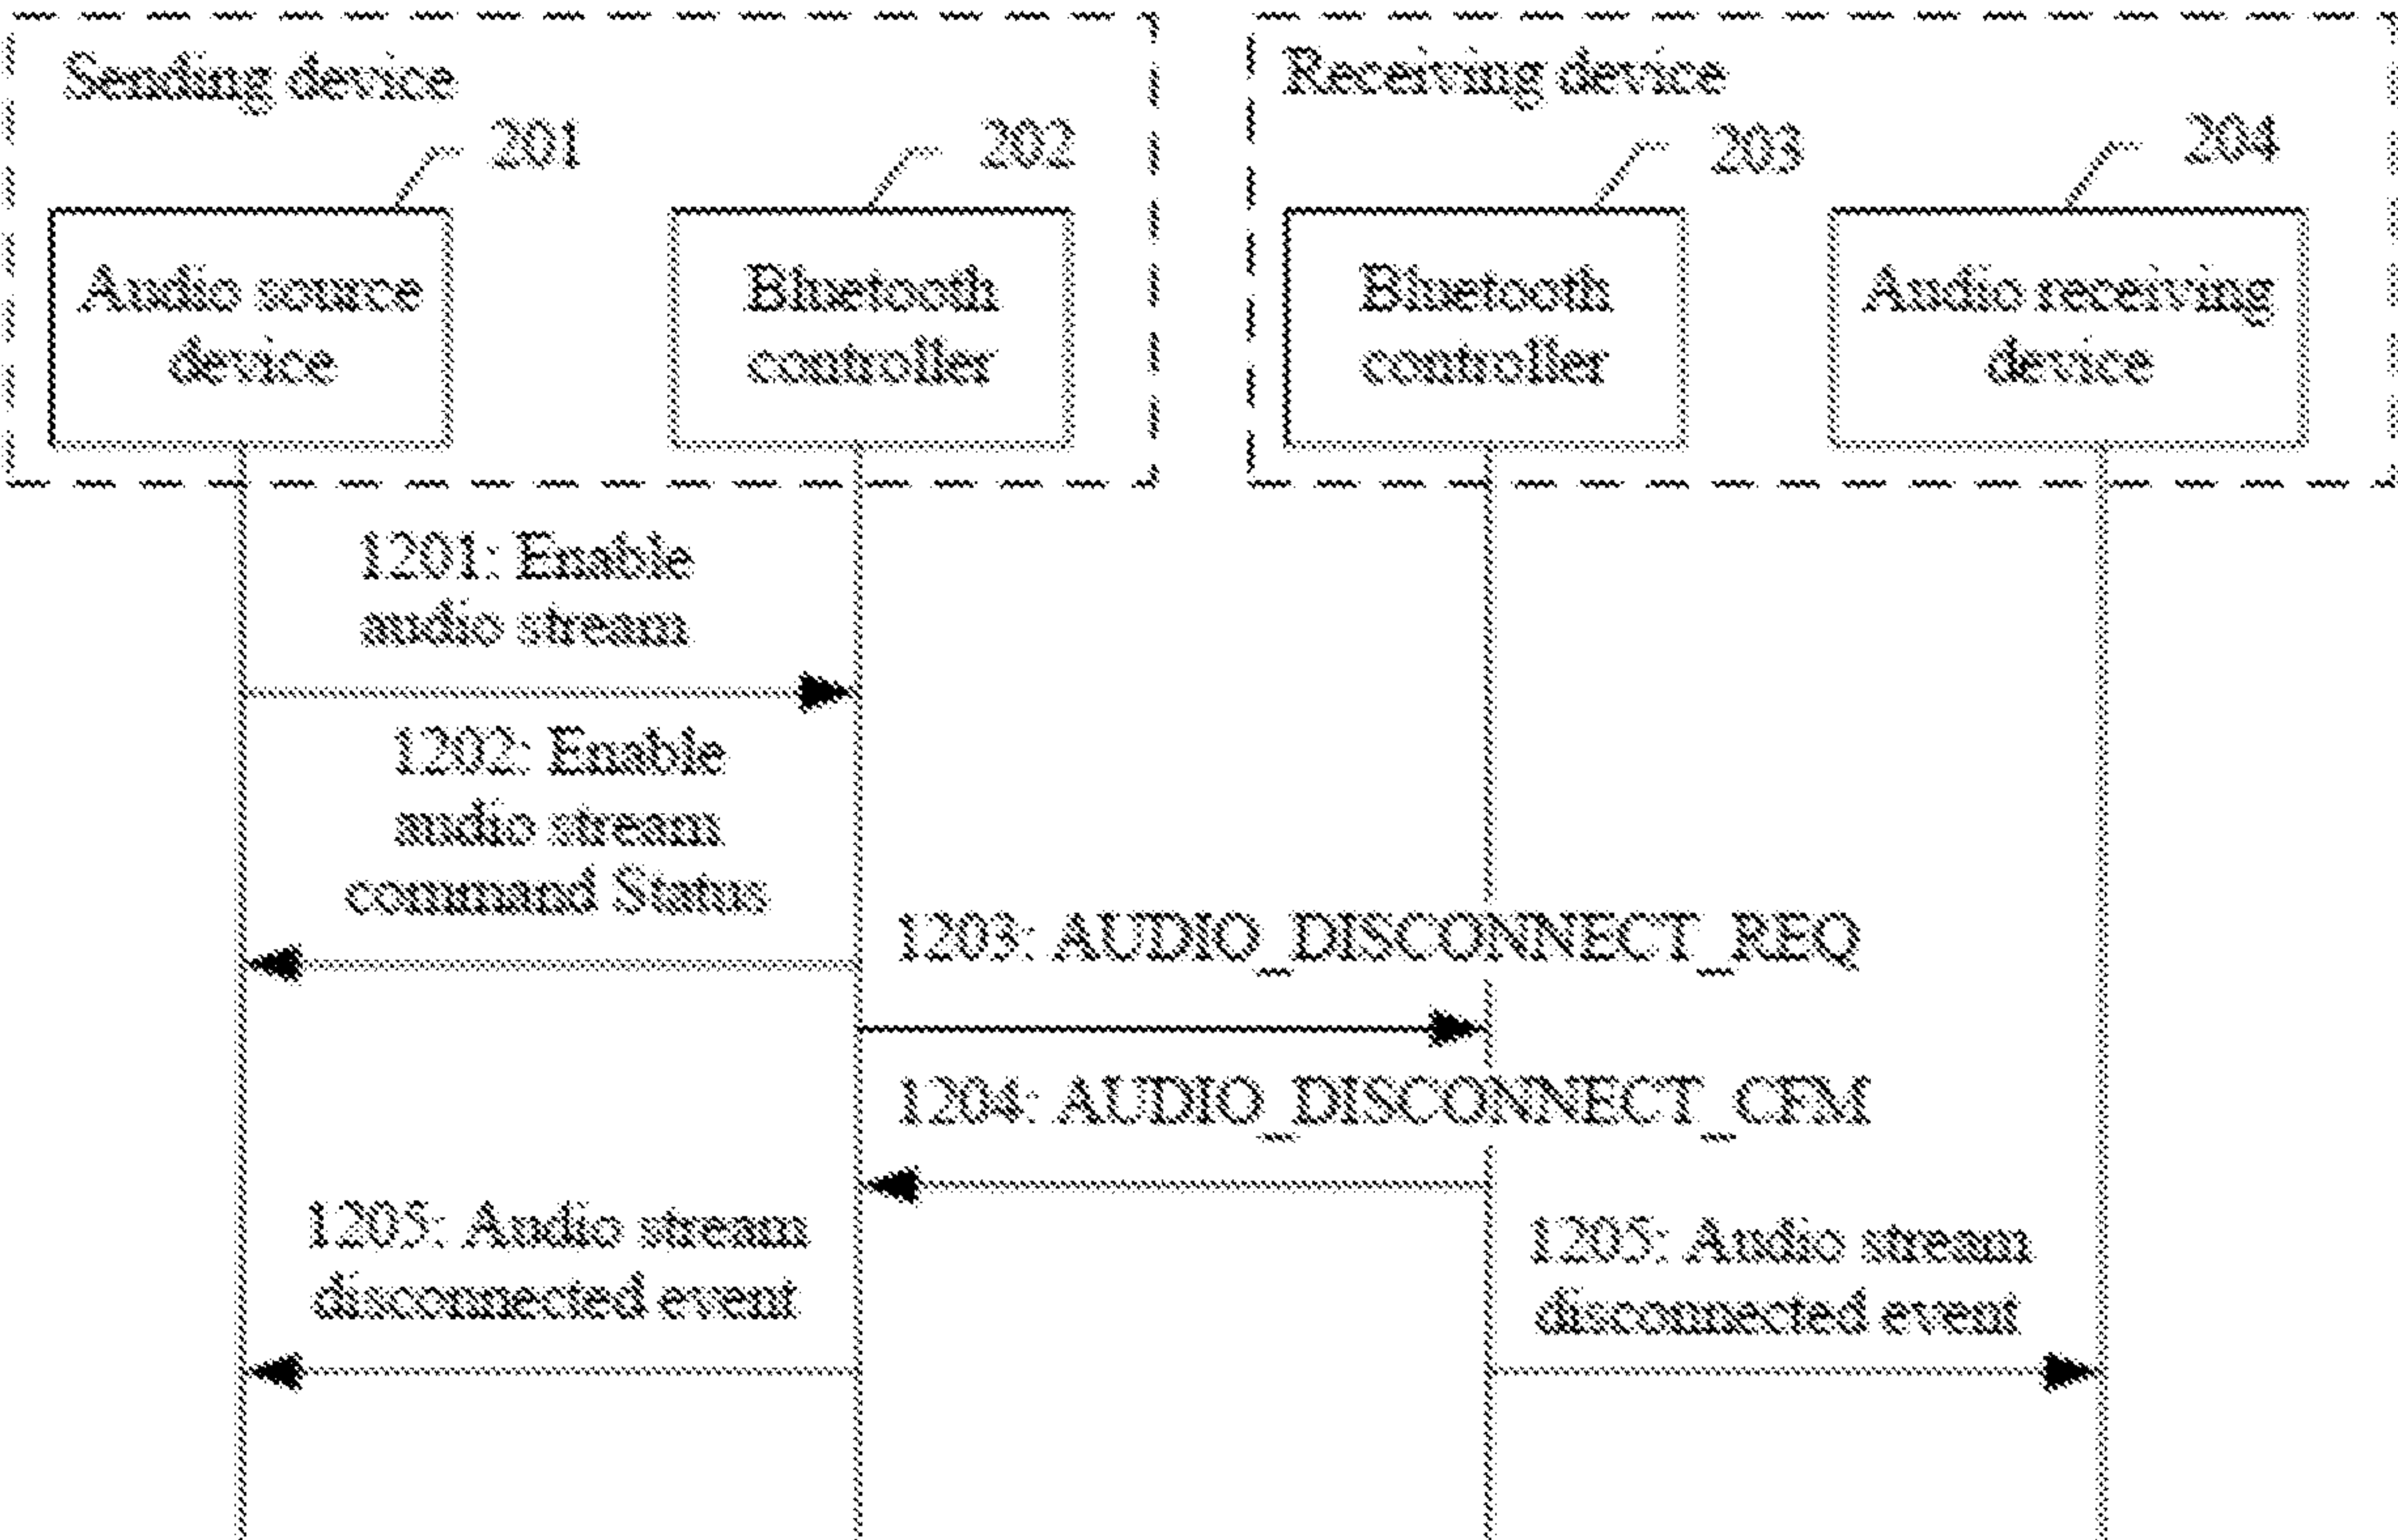 Sending device
201
202
Audio source
device
Bluetooth
controller
Receiving device
203
204
Bluetooth
controller
Audio receiving
device
1201: Enable
audio stream
1202: Enable
audio stream
command Status
1203: AUDIO_DISCONNECT_REQ
1204: AUDIO_DISCONNECT_CFM
1205: Audio stream
disconnected event
1205: Audio stream
disconnected event